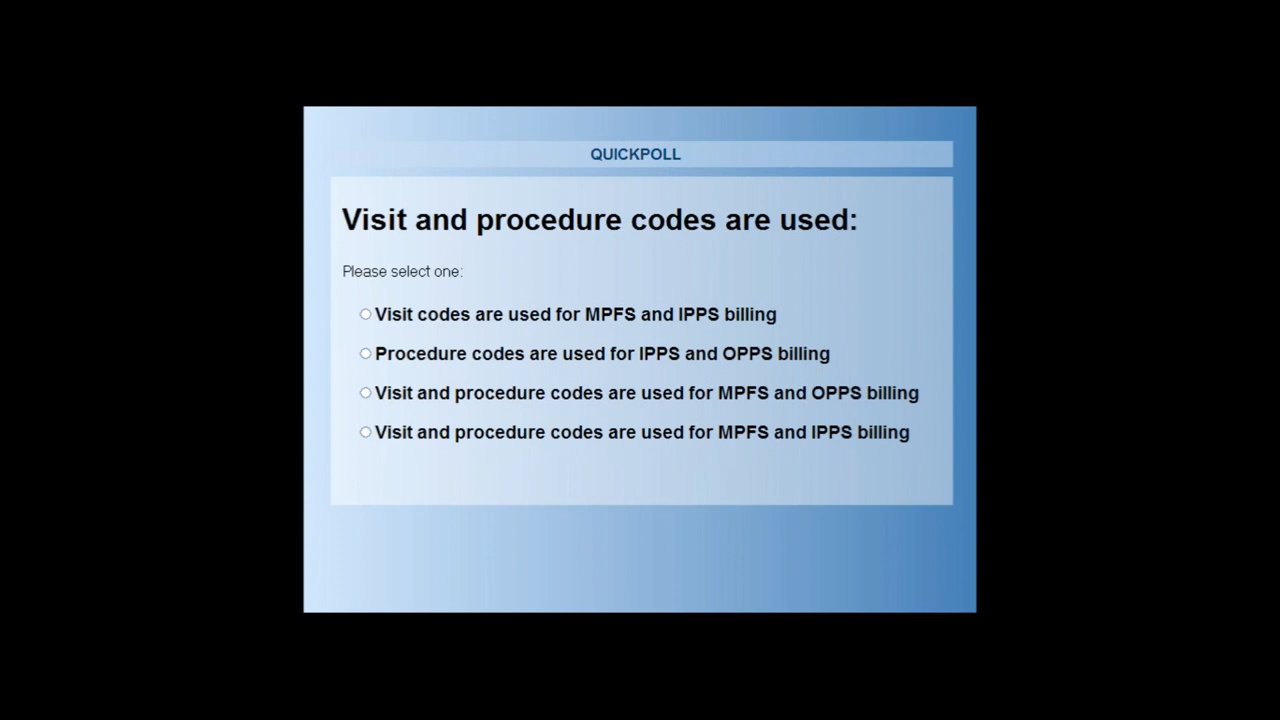 QUICKPOLL
Visit and procedure codes are used:
Please select one:
Visit codes are used for MPFS and IPPS billing
Procedure codes are used for IPPS and OPPS billing
Visit and procedure codes are used for MPFS and OPPS billing
Visit and procedure codes are used for MPFS and IPPS billing